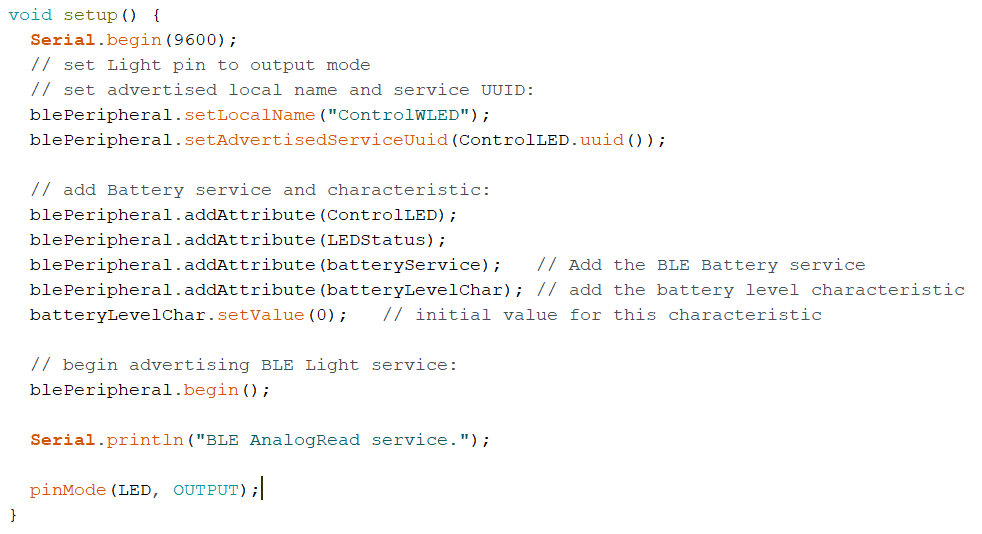 void setup() {
  Serial.begin(9600);
  // set Light pin to output mode
  // set advertised local name and service UUID:
  blePeripheral.setLocalName("ControlWLED");
  blePeripheral.setAdvertisedServiceUuid(ControlLED.uuid());

  // add Battery service and characteristic:
  blePeripheral.addAttribute(ControlLED);
  blePeripheral.addAttribute(LEDStatus);
  blePeripheral.addAttribute(batteryService);   // Add the BLE Battery service
  blePeripheral.addAttribute(batteryLevelChar); // add the battery level characteristic
  batteryLevelChar.setValue(0);   // initial value for this characteristic

  // begin advertising BLE Light service:
  blePeripheral.begin();

  Serial.println("BLE AnalogRead service.");

  pinMode(LED, OUTPUT);
}